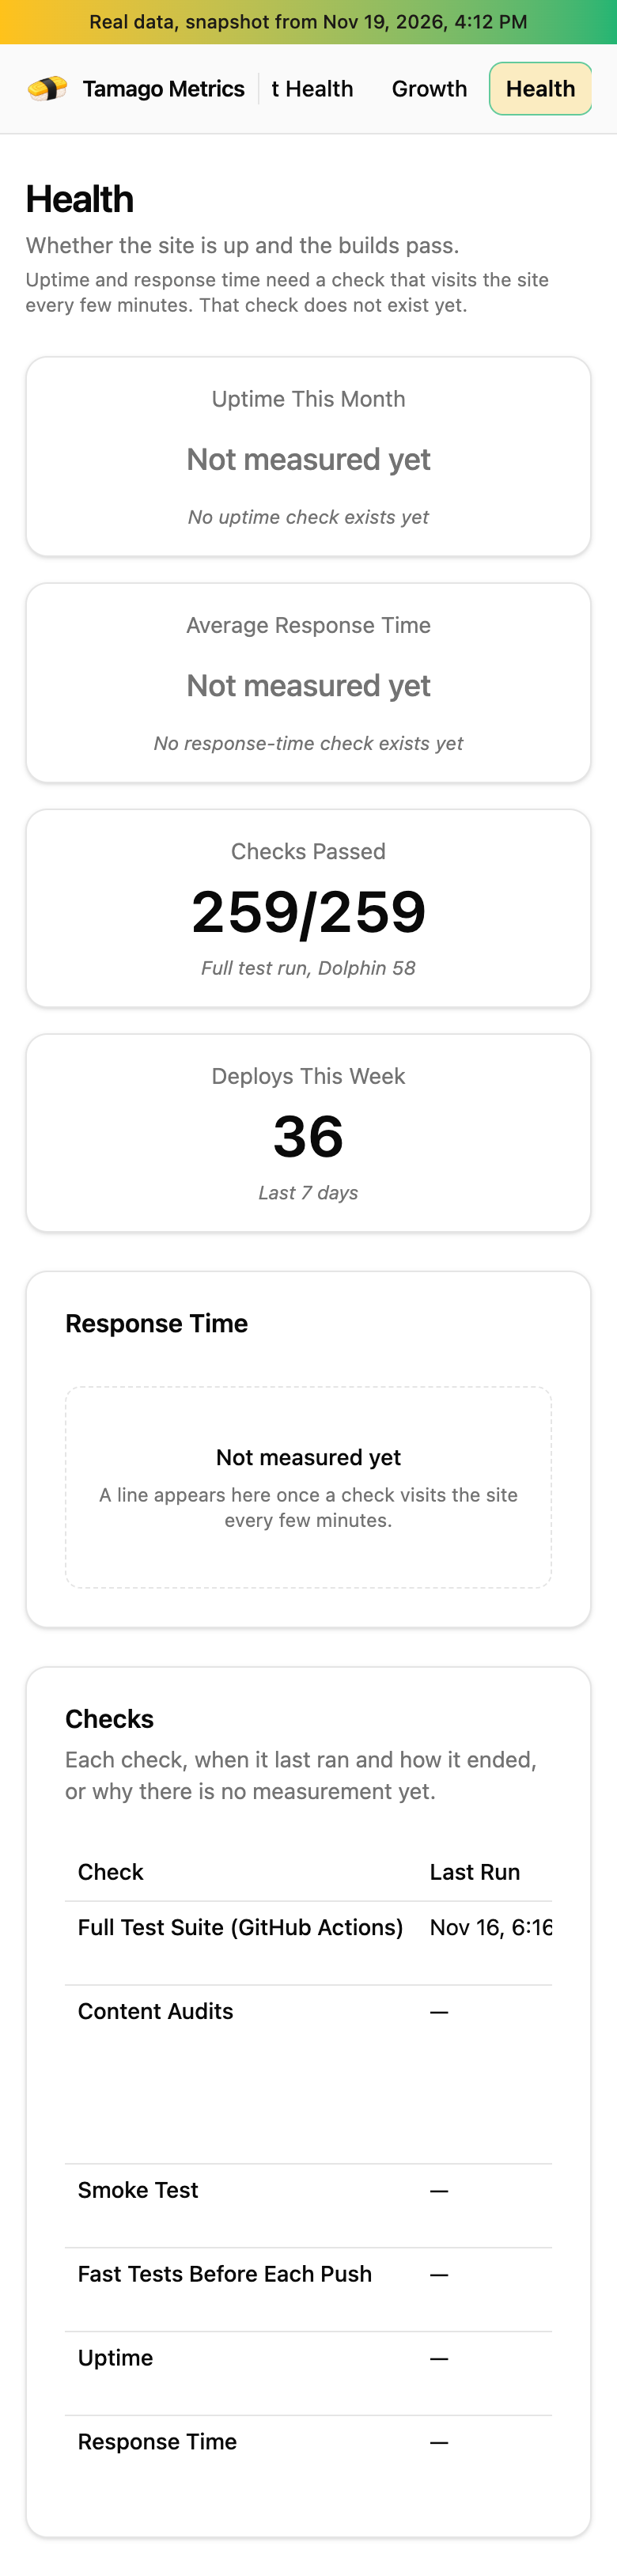 Real data, snapshot from Nov 19, 2026, 4:12 PM
Tamago Metrics
t Health
Growth
Health
Health
Whether the site is up and the builds pass.
Uptime and response time need a check that visits the site
every few minutes. That check does not exist yet.
Uptime This Month
Not measured yet
No uptime check exists yet
Average Response Time
Not measured yet
No response-time check exists yet
Checks Passed
259/259
Full test run, Dolphin 58
Deploys This Week
36
Last 7 days
Response Time
Not measured yet
A line appears here once a check visits the site
every few minutes.
Checks
Each check, when it last ran and how it ended,
or why there is no measurement yet.
Check Last Run
Full Test Suite (GitHub Actions) Nov 16, 6:16
Content Audits —
Smoke Test —
Fast Tests Before Each Push —
Uptime —
Response Time —